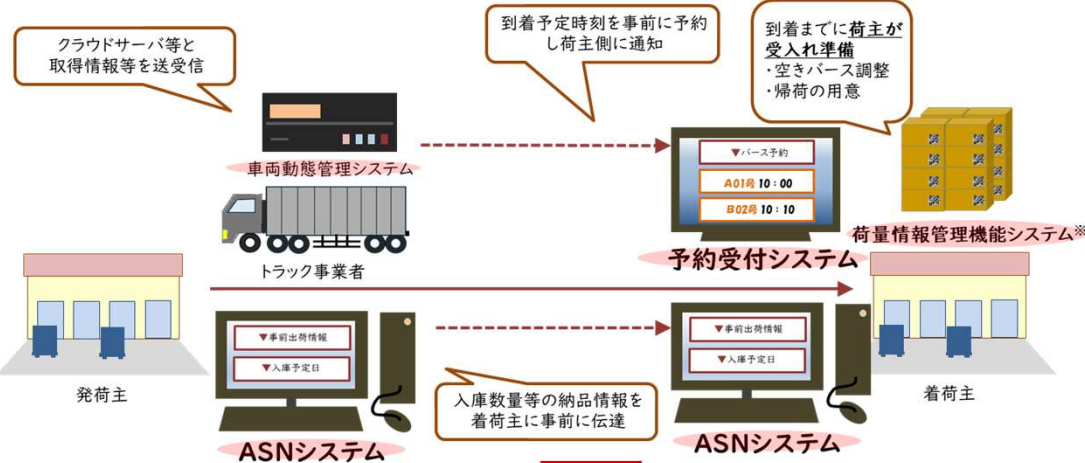 クラウドサーバ等と
取得情報等を送受信
到着予定時刻を事前に予約
し荷主側に通知
到着までに荷主が
受入れ準備
・空きバース調整
・帰荷の用意
車両動態管理システム
▼バース予約
A01号 10：00
B02号 10：10
荷量情報管理機能システム※
予約受付システム
トラック事業者
▼事前出荷情報
▼入庫予定日
▼事前出荷情報
▼入庫予定日
発荷主
着荷主
入庫数量等の納品情報を
着荷主に事前に伝達
ASNシステム
ASNシステム